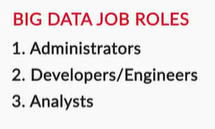 BIG DATA JOB ROLES
1. Administrators
2. Developers/Engineers
3. Analysts